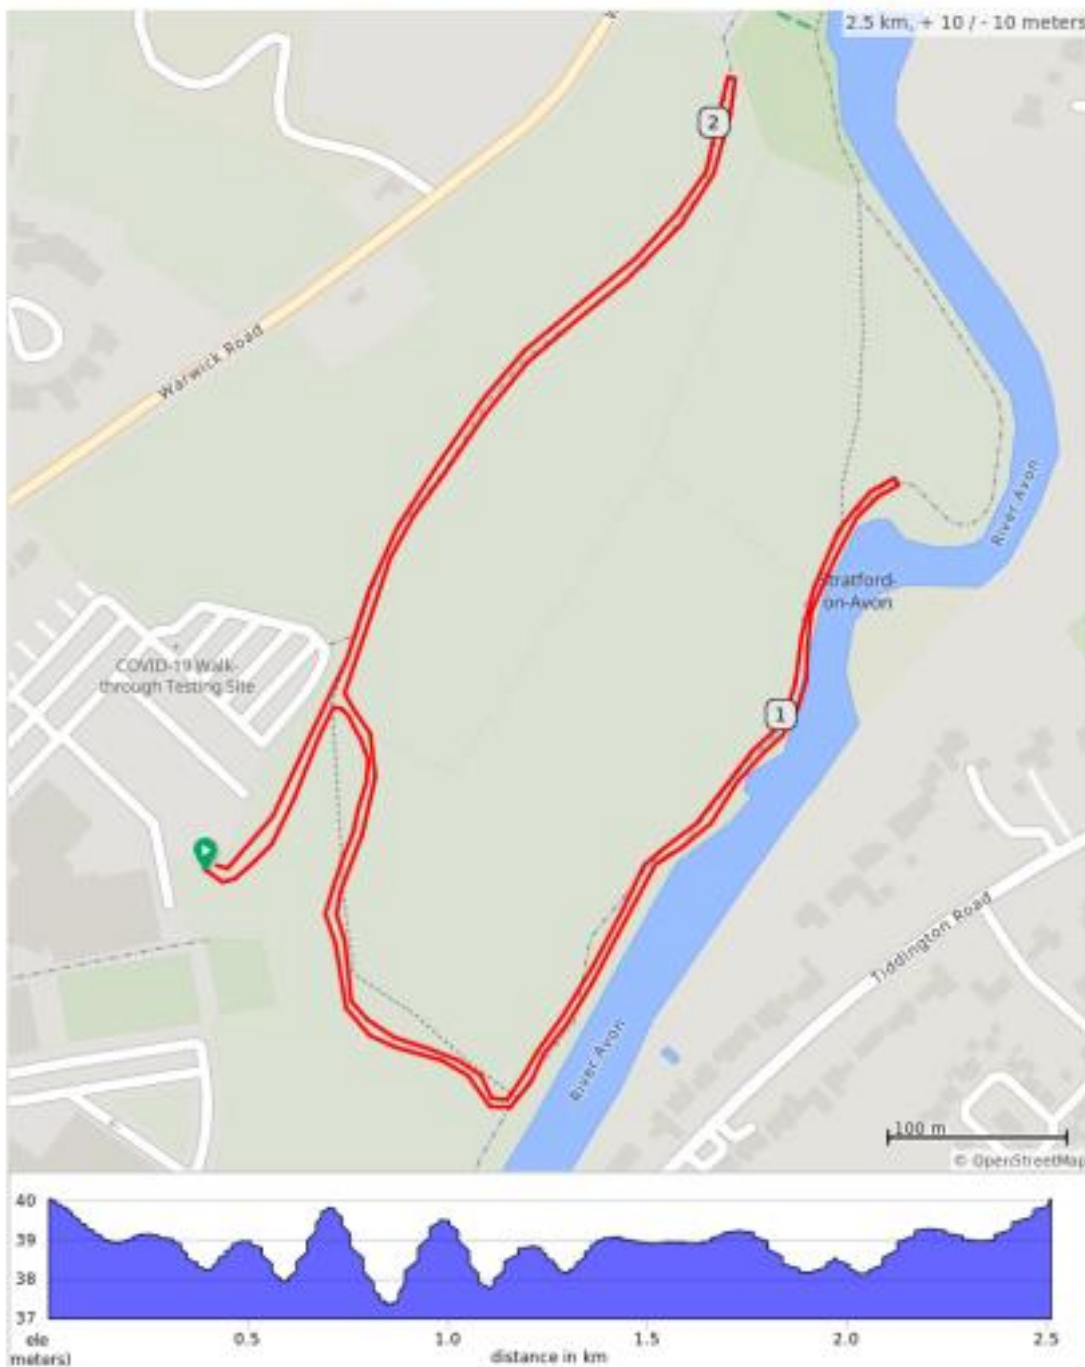 2.5 km, + 10 / - 10 meters
2
Warwick Road
River Avon
Stratford-
on-Avon
COVID-19 Walk-
through Testing Site
1
Tiddington Road
River Avon
100 m
© OpenStreetMap
40
39
38
37
ele
meters)
0.5
1.0
1.5
2.0
2.5
distance in km